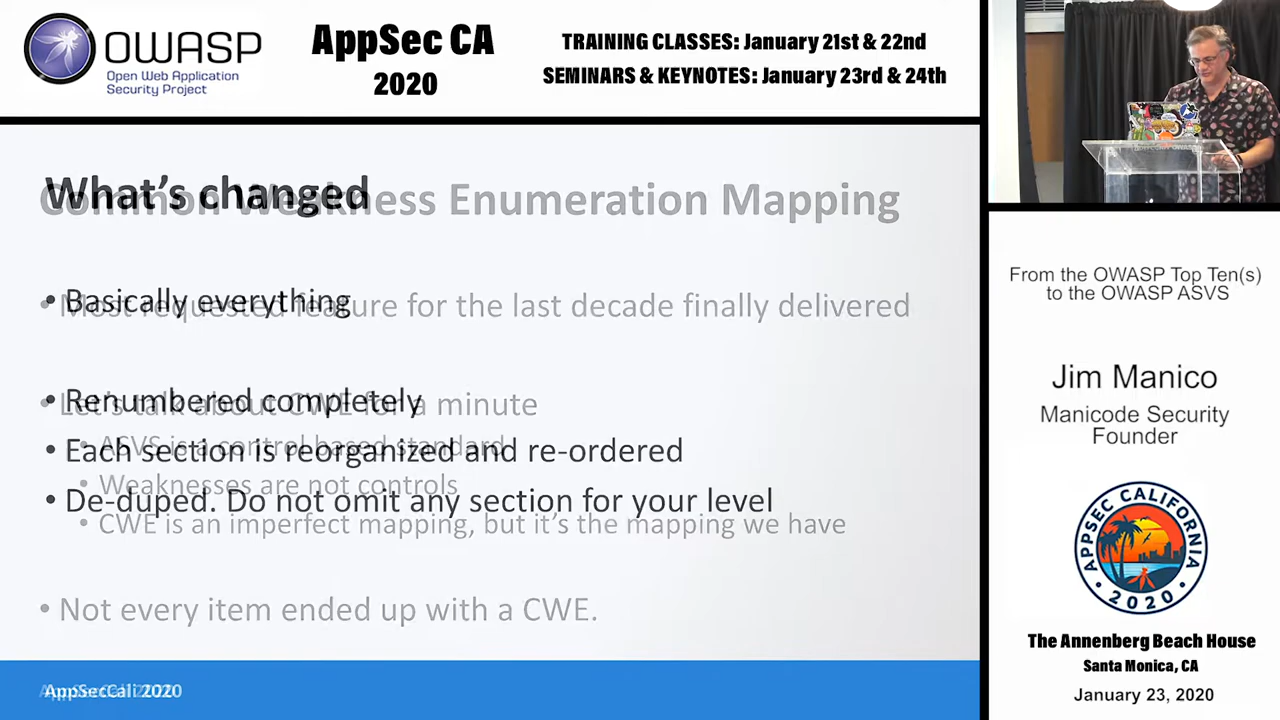 OWASP
Open Web Application
Security Project
AppSec CA
2020
TRAINING CLASSES: January 21st & 22nd
SEMINARS & KEYNOTES: January 23rd & 24th
What's changed
Common Weakness Enumeration Mapping
• Basically everything
• Most requested feature for the last decade finally delivered
• Renumbered completely
• Let's talk about CWE for a minute
• ASVS is a control based standard
• Each section is reorganized and re-ordered
• Weaknesses are not controls
• De-duped. Do not omit any section for your level
• CWE is an imperfect mapping, but it's the mapping we have
• Not every item ended up with a CWE.
AppSecCali 2020
From the OWASP Top Ten(s)
to the OWASP ASVS
Jim Manico
Manicode Security
Founder
APPSEC CALIFORNIA
• 2020 •
The Annenberg Beach House
Santa Monica, CA
January 23, 2020